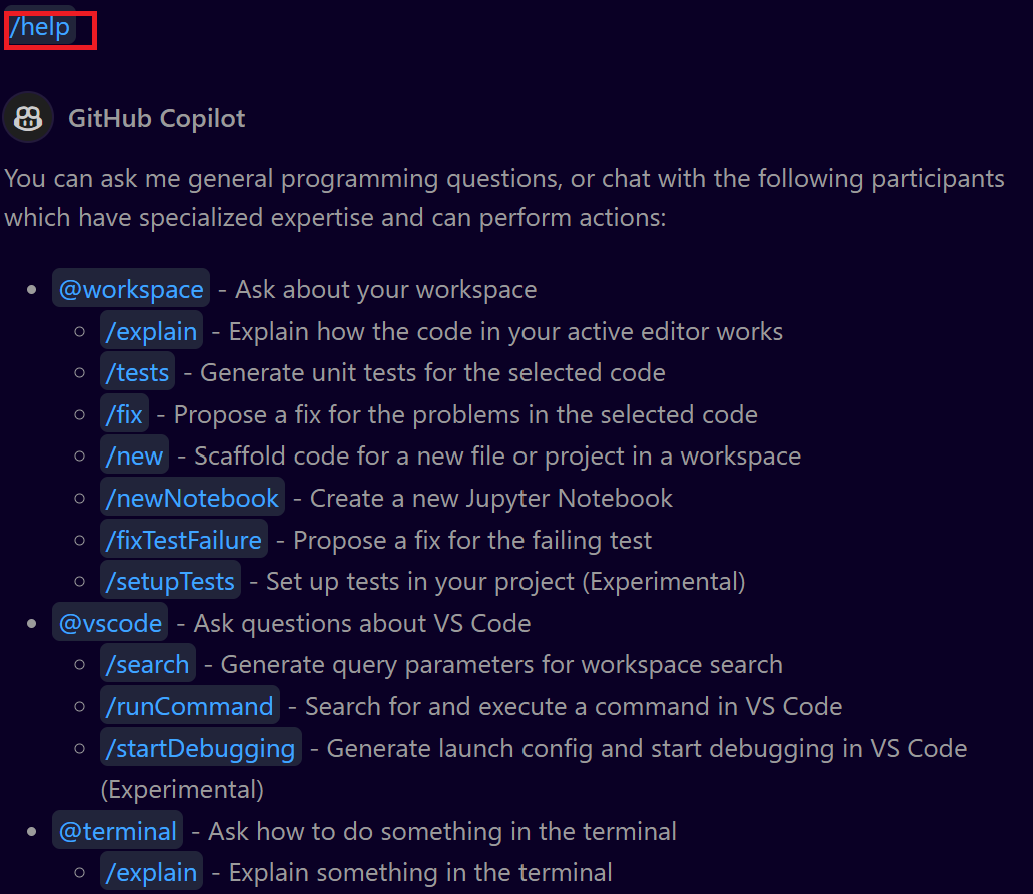 /help
GitHub Copilot
You can ask me general programming questions, or chat with the following participants
which have specialized expertise and can perform actions:
@workspace - Ask about your workspace
/explain - Explain how the code in your active editor works
/tests - Generate unit tests for the selected code
/fix - Propose a fix for the problems in the selected code
/new - Scaffold code for a new file or project in a workspace
/newNotebook - Create a new Jupyter Notebook
/fixTestFailure - Propose a fix for the failing test
/setupTests - Set up tests in your project (Experimental)
@vscode - Ask questions about VS Code
/search - Generate query parameters for workspace search
/runCommand - Search for and execute a command in VS Code
/startDebugging - Generate launch config and start debugging in VS Code
(Experimental)
@terminal - Ask how to do something in the terminal
/explain - Explain something in the terminal